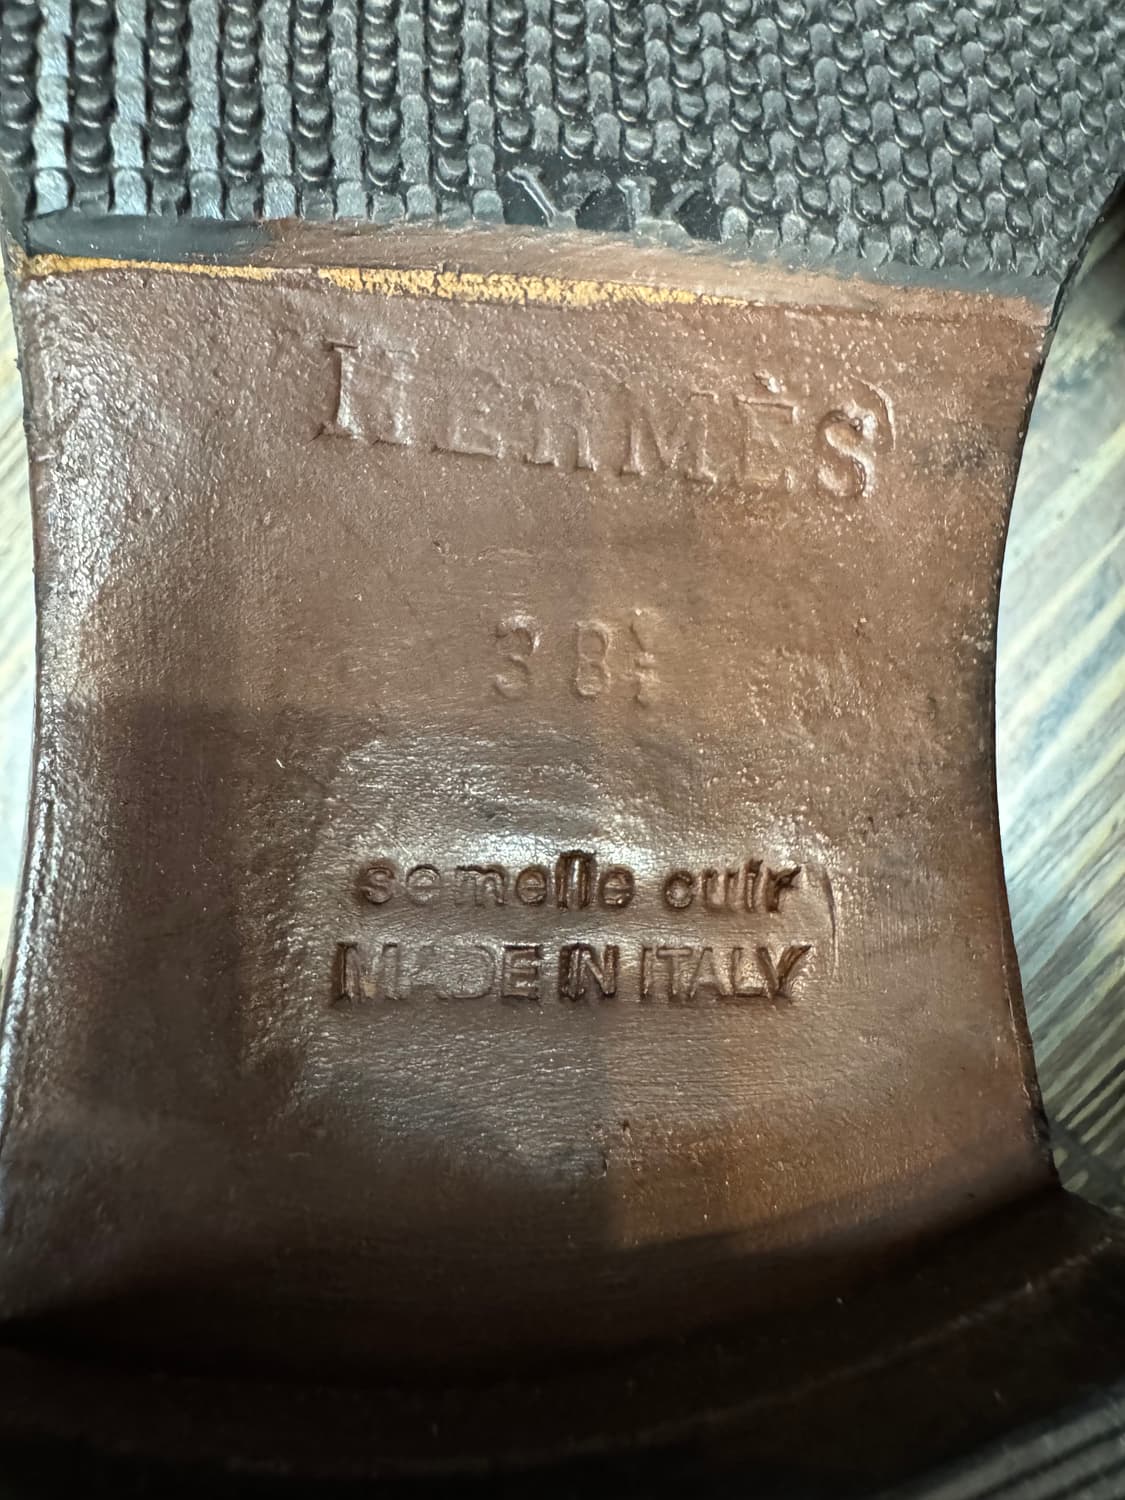 HERMÈS
38½
semelle cuir
MADE IN ITALY